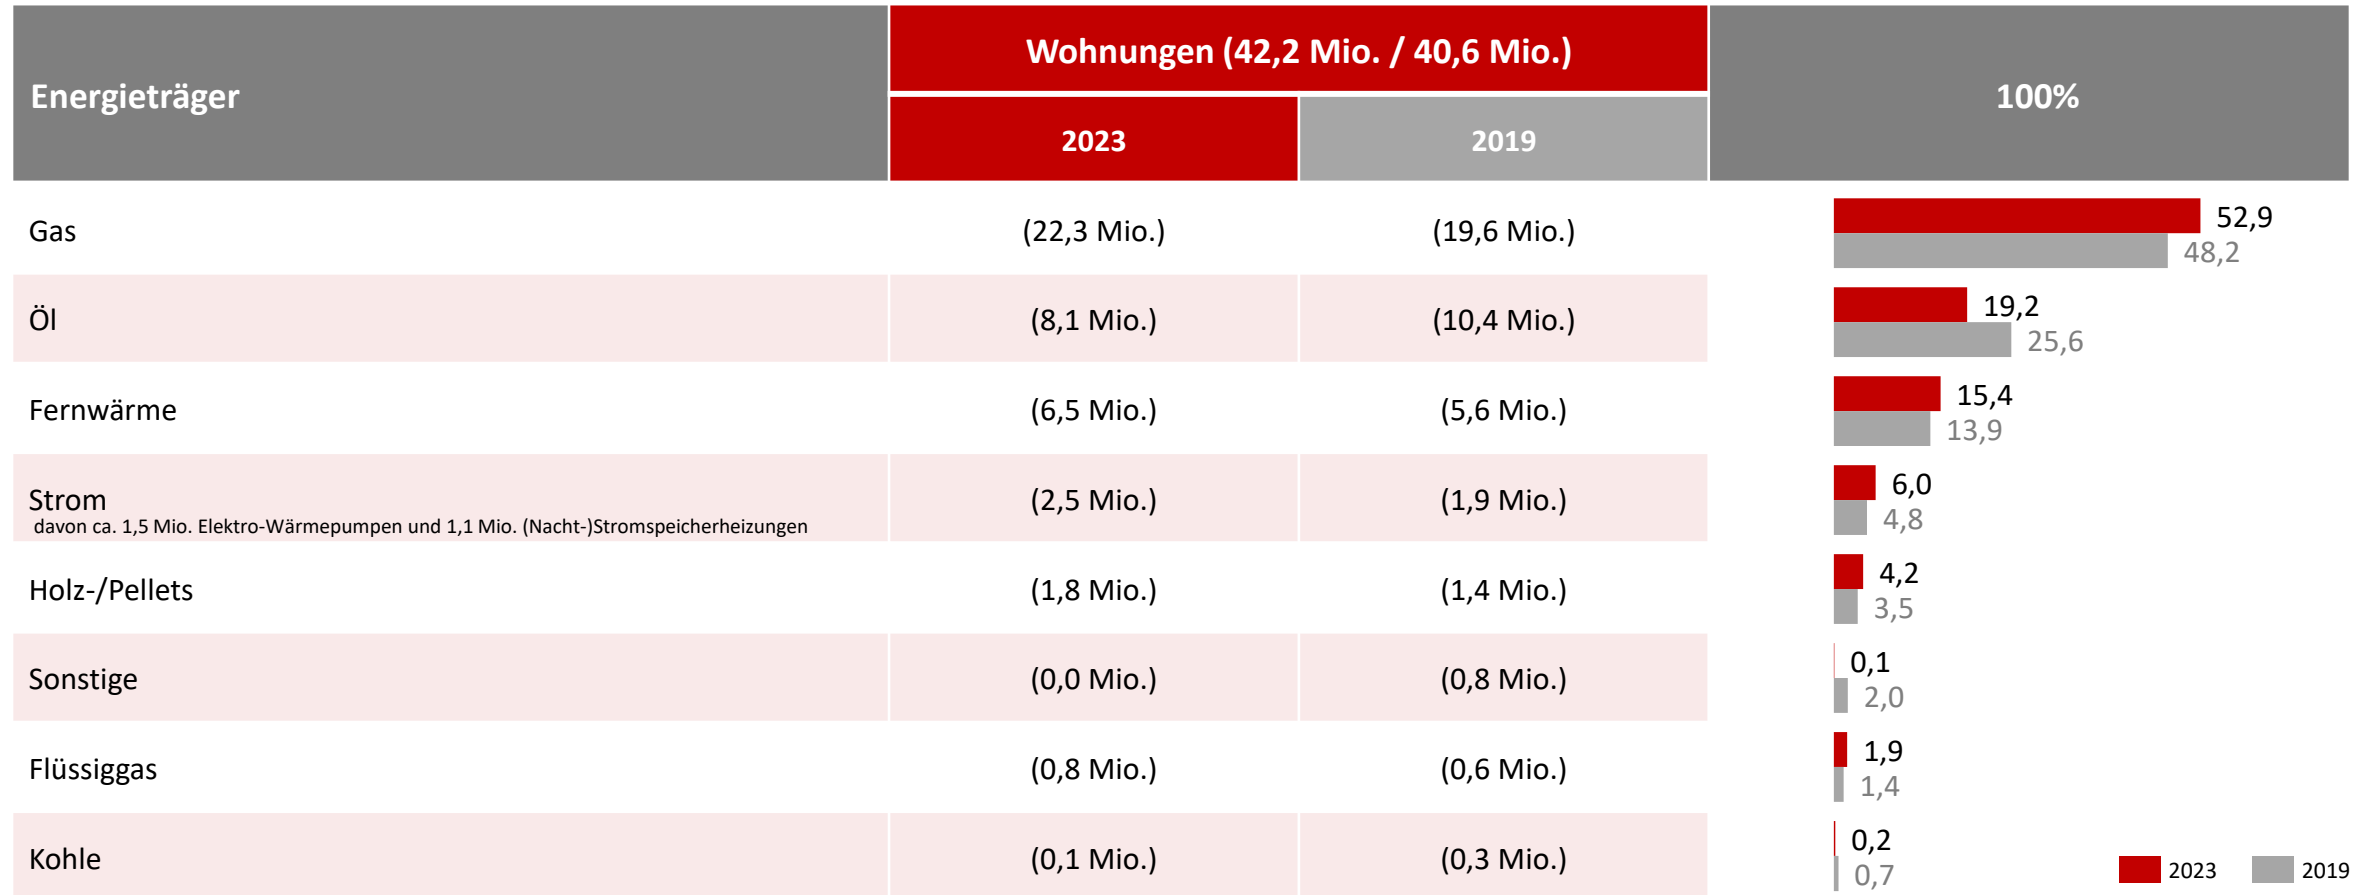 Energieträger
Wohnungen (42,2 Mio. / 40,6 Mio.)
100%
2023
2019
Gas
(22,3 Mio.)
(19,6 Mio.)
52,9
48,2
Öl
(8,1 Mio.)
(10,4 Mio.)
19,2
25,6
Fernwärme
(6,5 Mio.)
(5,6 Mio.)
15,4
13,9
Strom
davon ca. 1,5 Mio. Elektro-Wärmepumpen und 1,1 Mio. (Nacht-)Stromspeicherheizungen
(2,5 Mio.)
(1,9 Mio.)
6,0
4,8
Holz-/Pellets
(1,8 Mio.)
(1,4 Mio.)
4,2
3,5
Sonstige
(0,0 Mio.)
(0,8 Mio.)
0,1
2,0
Flüssiggas
(0,8 Mio.)
(0,6 Mio.)
1,9
1,4
Kohle
(0,1 Mio.)
(0,3 Mio.)
0,2
0,7
2023
2019